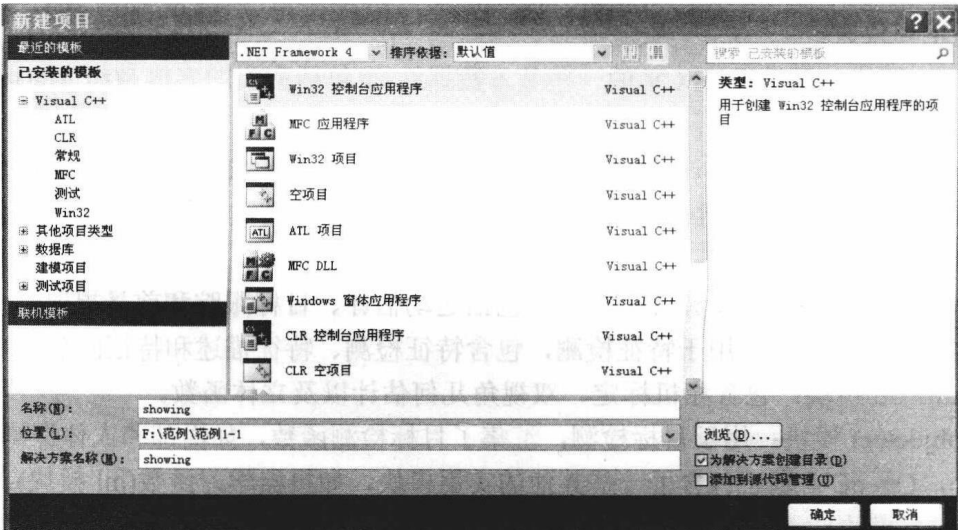 新建项目
最近的模板
.NET Framework 4 排序依据: 默认值
搜索 已安装的模板
已安装的模板
Visual C++
ATL
CLR
常规
MFC
测试
Win32
其他项目类型
数据库
建模项目
测试项目
联机模板
Win32 控制台应用程序 Visual C++
MFC 应用程序 Visual C++
Win32 项目 Visual C++
空项目 Visual C++
ATL 项目 Visual C++
MFC DLL Visual C++
Windows 窗体应用程序 Visual C++
CLR 控制台应用程序 Visual C++
CLR 空项目 Visual C++
类型: Visual C++
用于创建 Win32 控制台应用程序的项
目
名称(N): showing
位置(L): F:\范例\范例1-1 浏览(B)...
解决方案名称(M): showing
为解决方案创建目录(D)
添加到源代码管理(U)
确定 取消